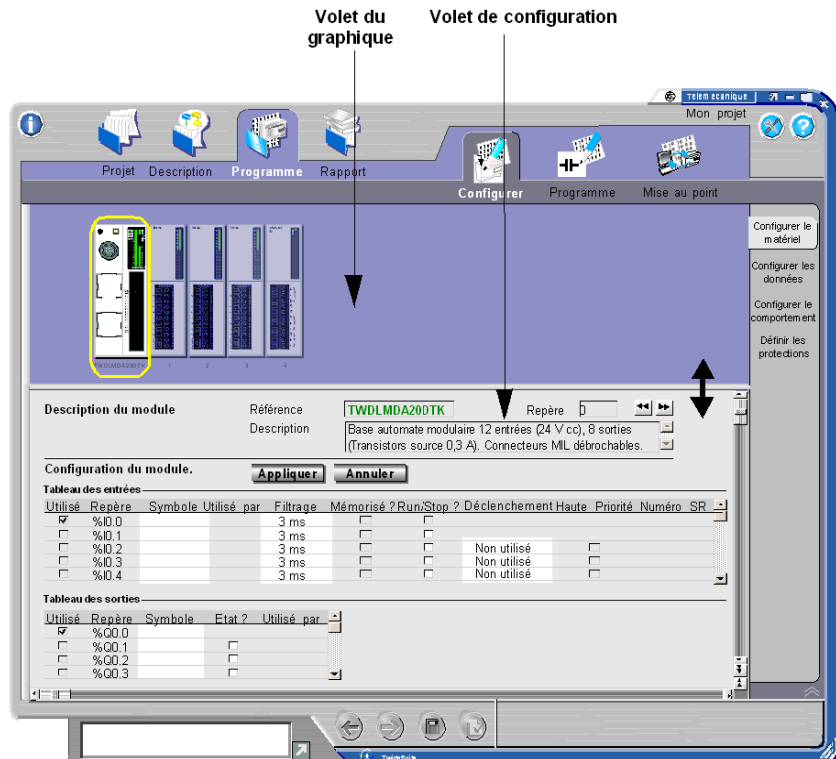 Volet du graphique
Volet de configuration
Telemecanique
Mon projet
Projet Description Programme Rapport
Configurer Programme Mise au point
Configurer le matériel
Configurer les données
Configurer le comportement
Définir les protections
1 2 3 4
Description du module
Référence TWDLMDA20DTK Repère 0
Description Base automate modulaire 12 entrées (24 V cc), 8 sorties
(Transistors source 0,3 A). Connecteurs MIL débrochables.
Configuration du module. Appliquer Annuler
Tableau des entrées
Utilisé Repère Symbole Utilisé par Filtrage Mémorisé ? Run/Stop ? Déclenchement Haute Priorité Numéro SR
%I0.0 3 ms
%I0.1 3 ms
%I0.2 3 ms Non utilisé
%I0.3 3 ms Non utilisé
%I0.4 3 ms Non utilisé
Tableau des sorties
Utilisé Repère Symbole Etat ? Utilisé par
%Q0.0
%Q0.1
%Q0.2
%Q0.3
TwidoSuite